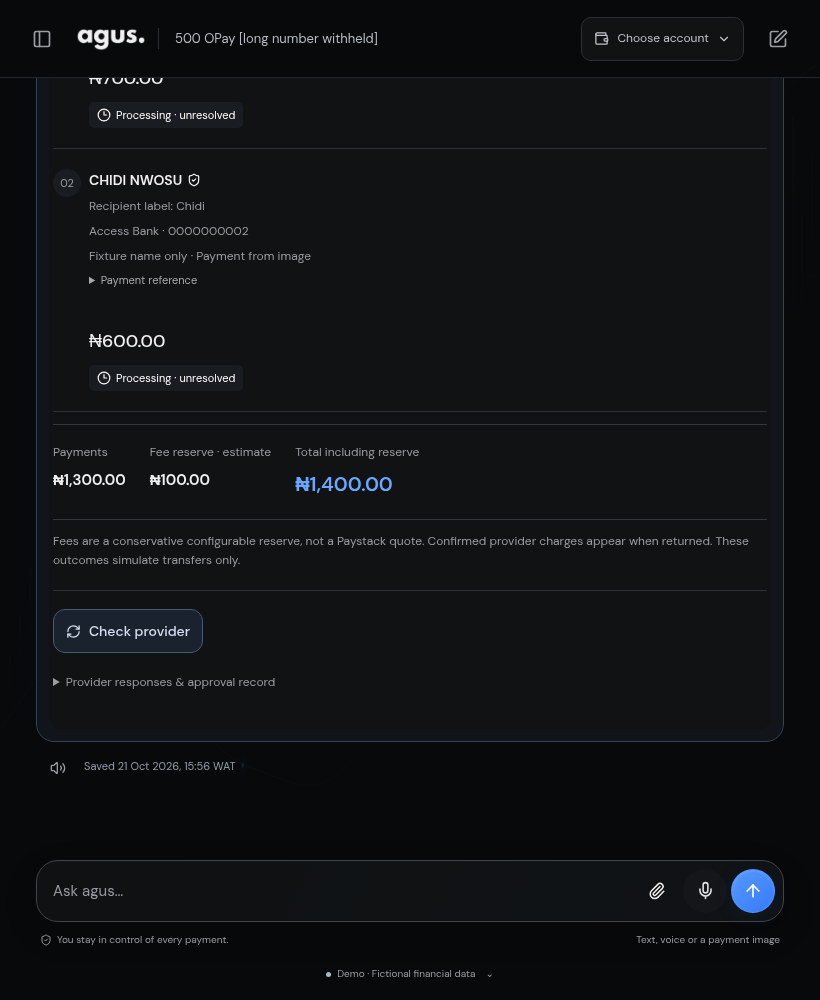 agus.
500 OPay [long number withheld]
Choose account
₦700.00
Processing · unresolved
02
CHIDI NWOSU
Recipient label: Chidi
Access Bank · 0000000002
Fixture name only · Payment from image
Payment reference
₦600.00
Processing · unresolved
Payments
Fee reserve · estimate
Total including reserve
₦1,300.00
₦100.00
₦1,400.00
Fees are a conservative configurable reserve, not a Paystack quote. Confirmed provider charges appear when returned. These
outcomes simulate transfers only.
Check provider
Provider responses & approval record
Saved 21 Oct 2026, 15:56 WAT
Ask agus...
You stay in control of every payment.
Text, voice or a payment image
Demo · Fictional financial data